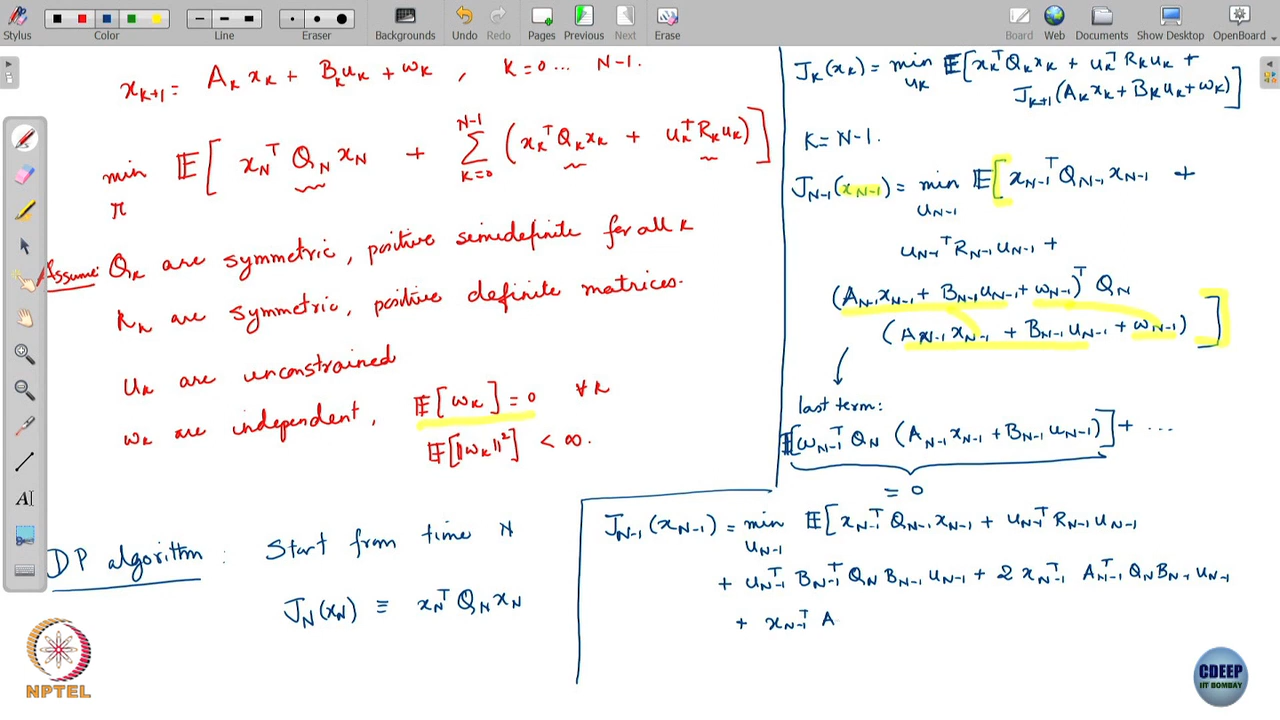 Stylus
Color
Line
Eraser
Backgrounds
Undo
Redo
Pages
Previous
Next
Erase
Board
Web
Documents
Show Desktop
OpenBoard
x_{K+1} = A_K x_K + B_K u_K + ω_K , K=0 ... N-1.
min_π 𝔼[ x_N^T Q_N x_N + Σ_{K=0}^{N-1} (x_K^T Q_K x_K + u_K^T R_K u_K) ]
Assume: Q_K are symmetric, positive semidefinite for all K
R_K are symmetric, positive definite matrices.
u_K are unconstrained
ω_K are independent, 𝔼[ω_K] = 0 ∀ K
𝔼[‖ω_K‖²] < ∞.
DP algorithm : Start from time N
J_N(x_N) ≡ x_N^T Q_N x_N
J_K(x_K) = min_{u_K} 𝔼[x_K^T Q_K x_K + u_K^T R_K u_K +
J_{K+1}(A_K x_K + B_K u_K + ω_K)]
K = N-1.
J_{N-1}(x_{N-1}) = min_{u_{N-1}} 𝔼[x_{N-1}^T Q_{N-1} x_{N-1} +
u_{N-1}^T R_{N-1} u_{N-1} +
(A_{N-1} x_{N-1} + B_{N-1} u_{N-1} + ω_{N-1})^T Q_N
(A_{N-1} x_{N-1} + B_{N-1} u_{N-1} + ω_{N-1}) ]
last term:
𝔼[ω_{N-1}^T Q_N (A_{N-1} x_{N-1} + B_{N-1} u_{N-1})] + ...
= 0
J_{N-1}(x_{N-1}) = min_{u_{N-1}} 𝔼[x_{N-1}^T Q_{N-1} x_{N-1} + u_{N-1}^T R_{N-1} u_{N-1}
+ u_{N-1}^T B_{N-1}^T Q_N B_{N-1} u_{N-1} + 2 x_{N-1}^T A_{N-1}^T Q_N B_{N-1} u_{N-1}
+ x_{N-1}^T A
NPTEL
CDEEP
IIT BOMBAY